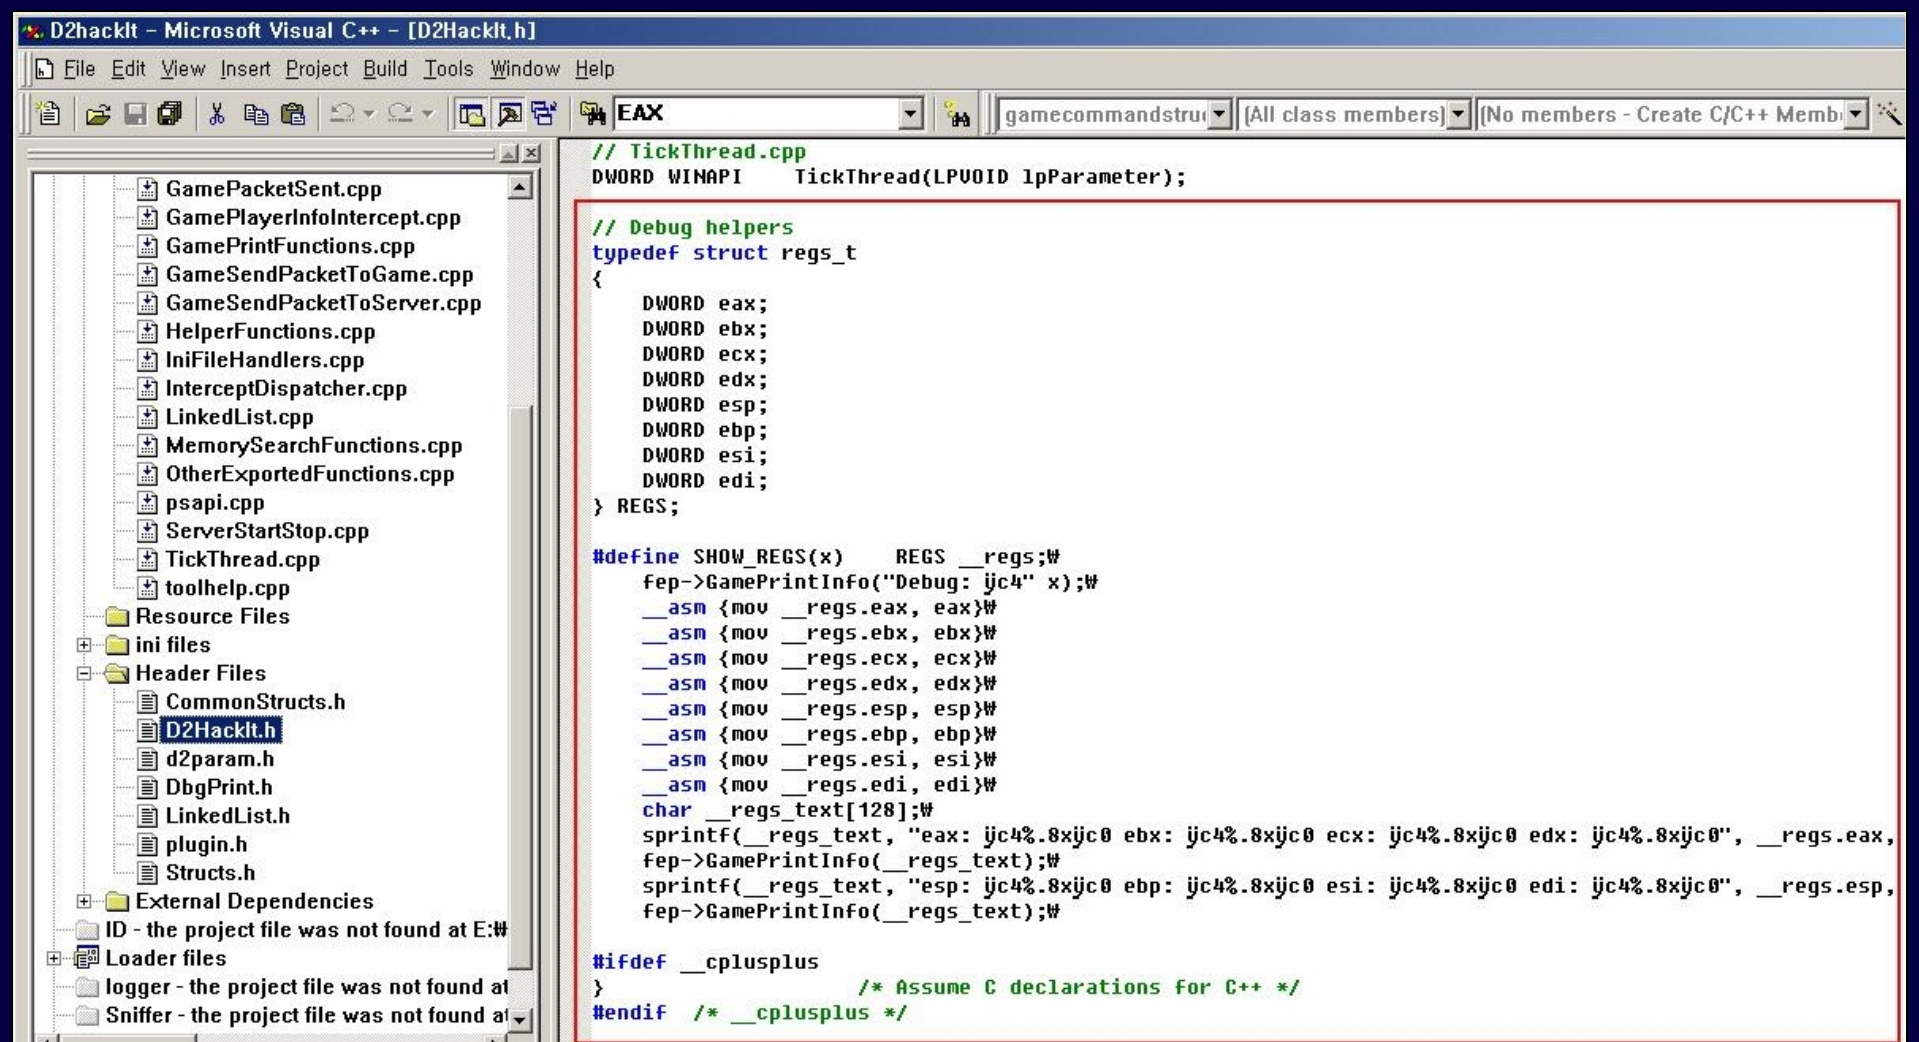 D2hackIt – Microsoft Visual C++ – [D2HackIt.h]
File Edit View Insert Project Build Tools Window Help
EAX
gamecommandstru
(All class members)
(No members - Create C/C++ Memb
GamePacketSent.cpp
GamePlayerInfoIntercept.cpp
GamePrintFunctions.cpp
GameSendPacketToGame.cpp
GameSendPacketToServer.cpp
HelperFunctions.cpp
IniFileHandlers.cpp
InterceptDispatcher.cpp
LinkedList.cpp
MemorySearchFunctions.cpp
OtherExportedFunctions.cpp
psapi.cpp
ServerStartStop.cpp
TickThread.cpp
toolhelp.cpp
Resource Files
ini files
Header Files
CommonStructs.h
D2HackIt.h
d2param.h
DbgPrint.h
LinkedList.h
plugin.h
Structs.h
External Dependencies
ID - the project file was not found at E:₩
Loader files
logger - the project file was not found at
Sniffer - the project file was not found at
// TickThread.cpp
DWORD WINAPI    TickThread(LPVOID lpParameter);
// Debug helpers
typedef struct regs_t
{
DWORD eax;
DWORD ebx;
DWORD ecx;
DWORD edx;
DWORD esp;
DWORD ebp;
DWORD esi;
DWORD edi;
} REGS;
#define SHOW_REGS(x)    REGS __regs;₩
fep->GamePrintInfo("Debug: ÿc4" x);₩
__asm {mov __regs.eax, eax}₩
__asm {mov __regs.ebx, ebx}₩
__asm {mov __regs.ecx, ecx}₩
__asm {mov __regs.edx, edx}₩
__asm {mov __regs.esp, esp}₩
__asm {mov __regs.ebp, ebp}₩
__asm {mov __regs.esi, esi}₩
__asm {mov __regs.edi, edi}₩
char __regs_text[128];₩
sprintf(__regs_text, "eax: ÿc4%.8xÿc0 ebx: ÿc4%.8xÿc0 ecx: ÿc4%.8xÿc0 edx: ÿc4%.8xÿc0", __regs.eax,
fep->GamePrintInfo(__regs_text);₩
sprintf(__regs_text, "esp: ÿc4%.8xÿc0 ebp: ÿc4%.8xÿc0 esi: ÿc4%.8xÿc0 edi: ÿc4%.8xÿc0", __regs.esp,
fep->GamePrintInfo(__regs_text);₩
#ifdef __cplusplus
}                    /* Assume C declarations for C++ */
#endif  /* __cplusplus */